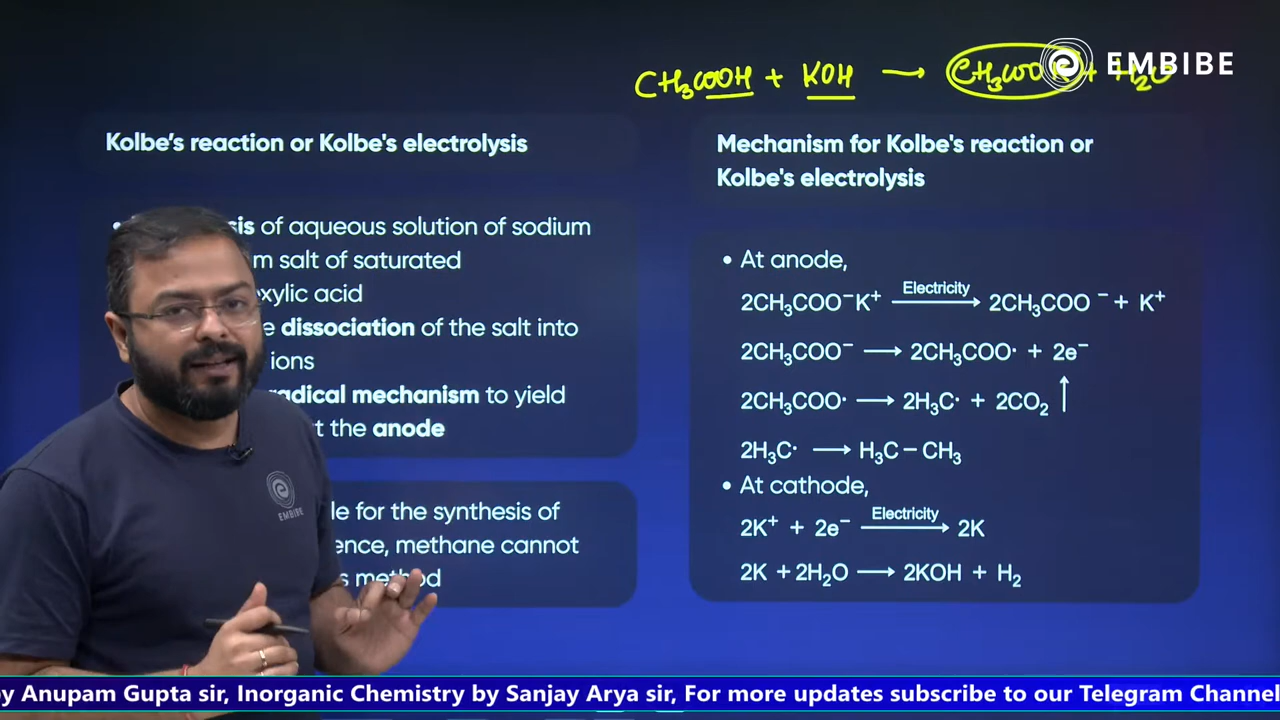 CH₃COOH + KOH → CH₃COO + H₂O
EMBIBE
Kolbe's reaction or Kolbe's electrolysis
sis of aqueous solution of sodium
m salt of saturated
xylic acid
e dissociation of the salt into
ions
radical mechanism to yield
t the anode
le for the synthesis of
ence, methane cannot
s method
Mechanism for Kolbe's reaction or
Kolbe's electrolysis
• At anode,
2CH₃COO⁻K⁺ —Electricity→ 2CH₃COO⁻ + K⁺
2CH₃COO⁻ → 2CH₃COO· + 2e⁻
2CH₃COO· → 2H₃C· + 2CO₂ ↑
2H₃C· → H₃C – CH₃
• At cathode,
2K⁺ + 2e⁻ —Electricity→ 2K
2K + 2H₂O → 2KOH + H₂
EMBIBE
y Anupam Gupta sir, Inorganic Chemistry by Sanjay Arya sir, For more updates subscribe to our Telegram Channel